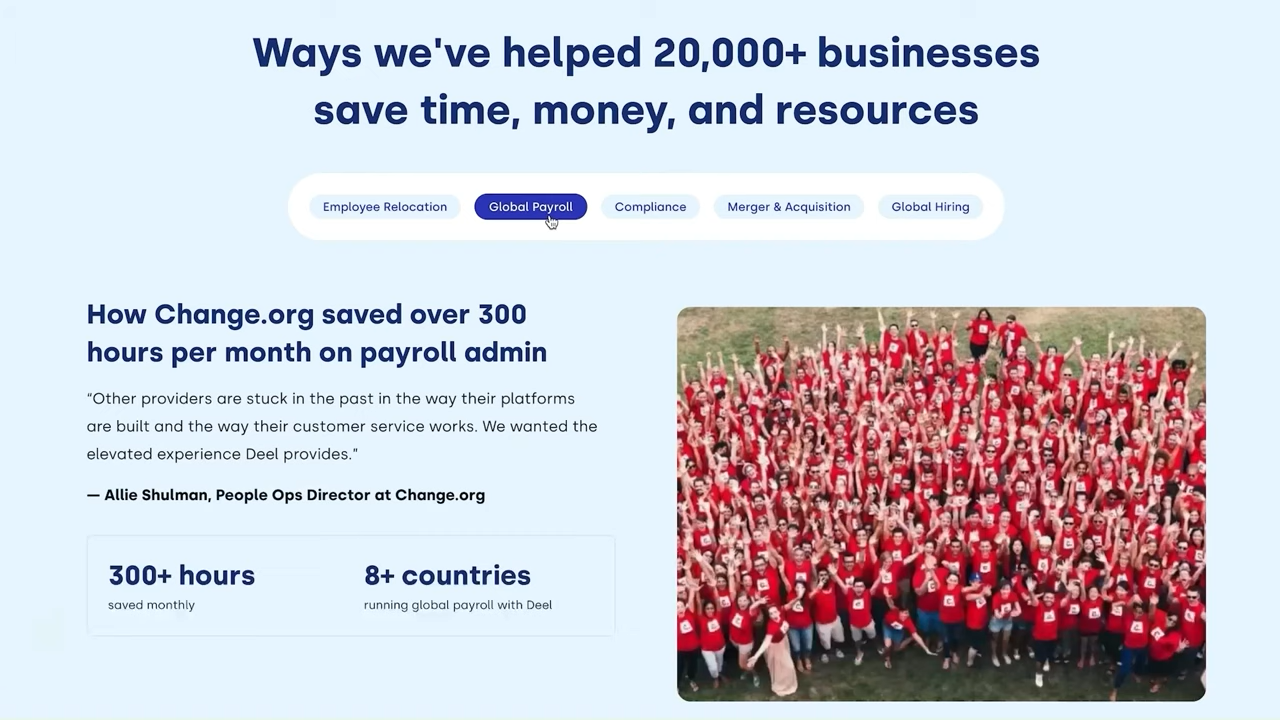 Ways we've helped 20,000+ businesses
save time, money, and resources
Employee Relocation
Global Payroll
Compliance
Merger & Acquisition
Global Hiring
How Change.org saved over 300
hours per month on payroll admin
“Other providers are stuck in the past in the way their platforms
are built and the way their customer service works. We wanted the
elevated experience Deel provides.”
— Allie Shulman, People Ops Director at Change.org
300+ hours
saved monthly
8+ countries
running global payroll with Deel